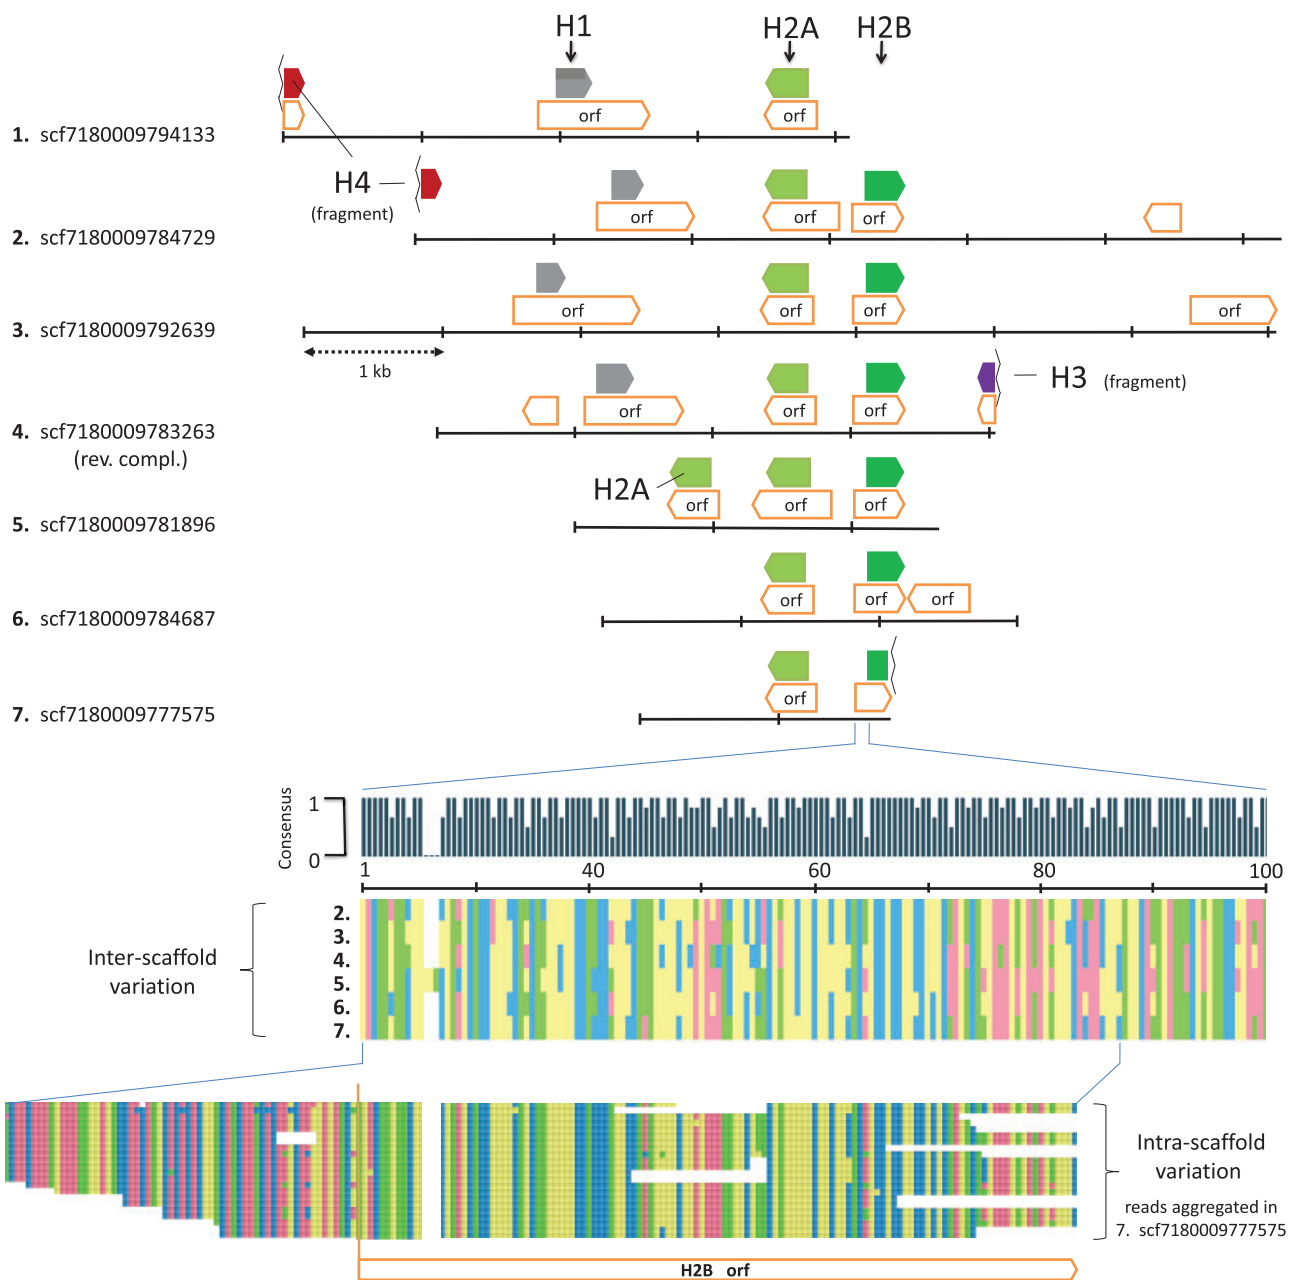 H1
H2A
H2B
orf
orf
1. scf7180009794133
H4
(fragment)
orf
orf
orf
2. scf7180009784729
orf
orf
orf
orf
3. scf7180009792639
1 kb
H3 (fragment)
orf
orf
orf
4. scf7180009783263
(rev. compl.)
H2A
orf
orf
orf
5. scf7180009781896
orf
orf
orf
6. scf7180009784687
orf
7. scf7180009777575
Consensus
1
0
1 40 60 80 100
Inter-scaffold
variation
2.
3.
4.
5.
6.
7.
Intra-scaffold
variation
reads aggregated in
7. scf7180009777575
H2B orf